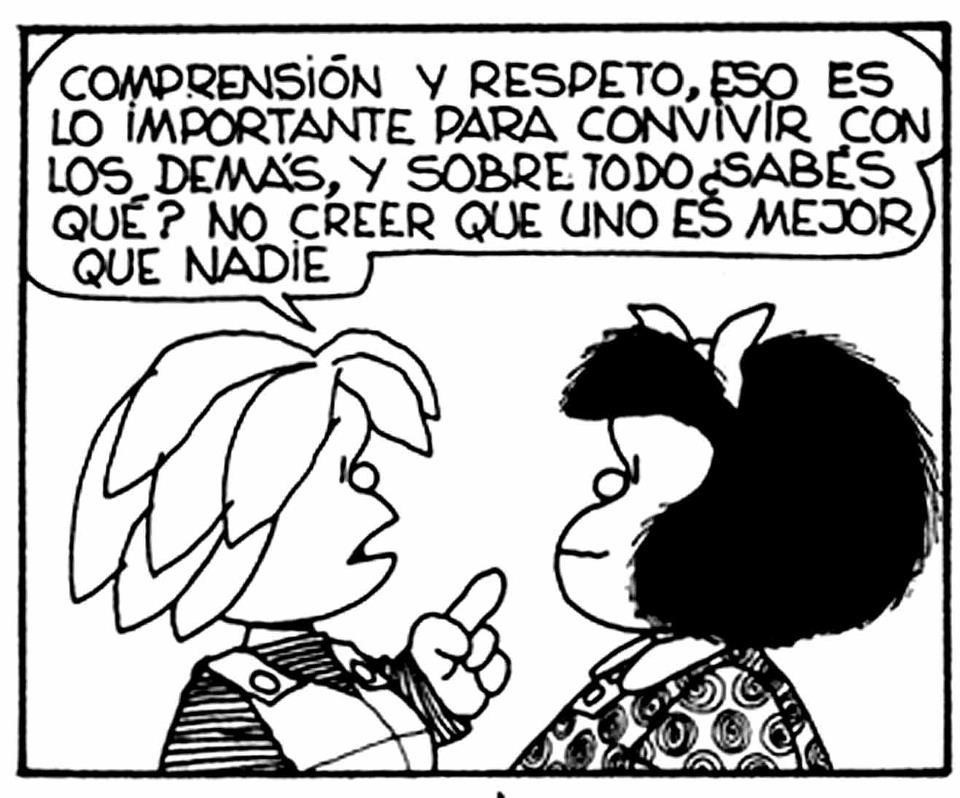 COMPRENSIÓN Y RESPETO, ESO ES
LO IMPORTANTE PARA CONVIVIR CON
LOS DEMÁS, Y SOBRE TODO ¿SABÉS
QUÉ? NO CREER QUE UNO ES MEJOR
QUE NADIE